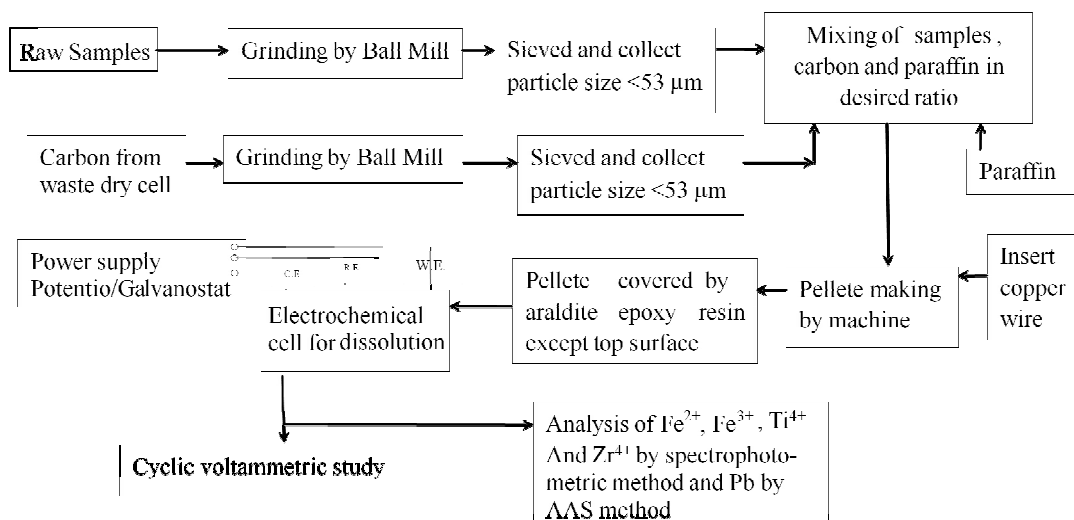 Raw Samples
Grinding by Ball Mill
Sieved and collect
particle size <53 μm
Mixing of samples ,
carbon and paraffin in
desired ratio
Carbon from
waste dry cell
Grinding by Ball Mill
Sieved and collect
particle size <53 μm
Paraffin
Power supply
Potentio/Galvanostat
C.E
R.E
W.E.
Electrochemical
cell for dissolution
Pellete covered by
araldite epoxy resin
except top surface
Pellete making
by machine
Insert
copper
wire
Cyclic voltammetric study
Analysis of Fe²⁺, Fe³⁺ , Ti⁴⁺
And Zr⁴⁺ by spectrophoto-
metric method and Pb by
AAS method